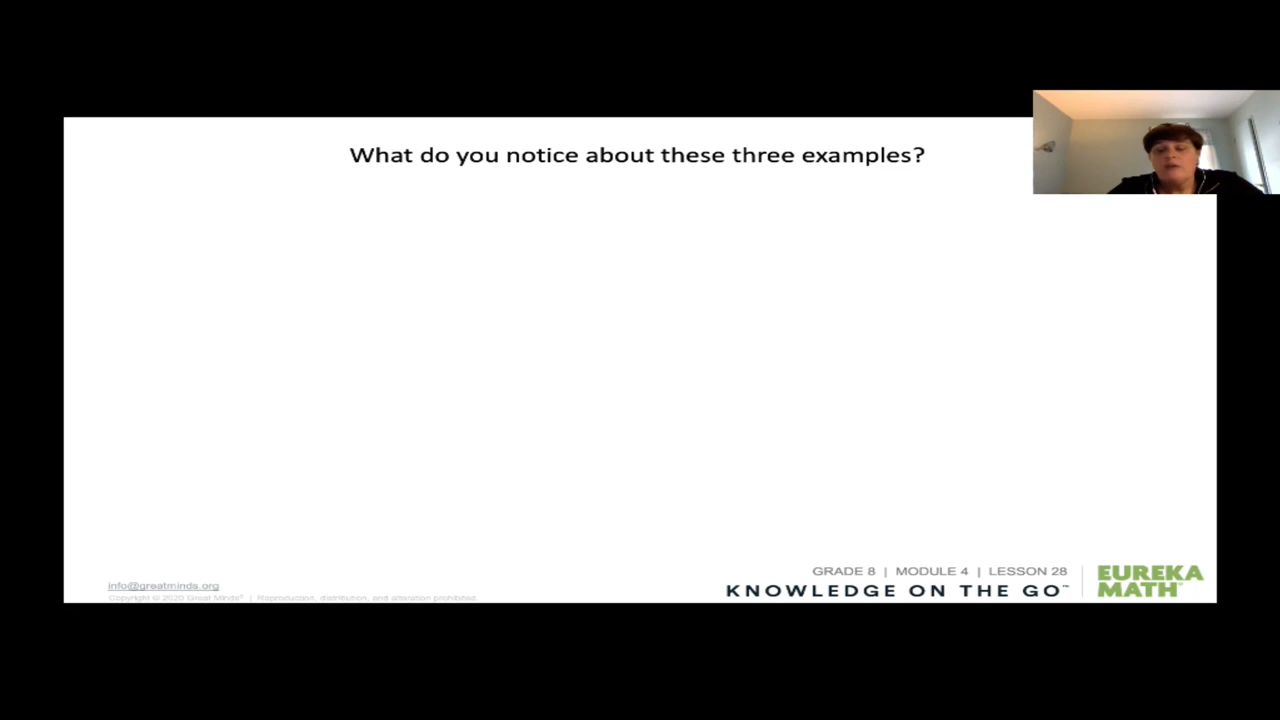 What do you notice about these three examples?
GRADE 8 | MODULE 4 | LESSON 28
KNOWLEDGE ON THE GO™
EUREKA
MATH™
info@greatminds.org
Copyright © 2020 Great Minds® | Reproduction, distribution, and alteration prohibited.